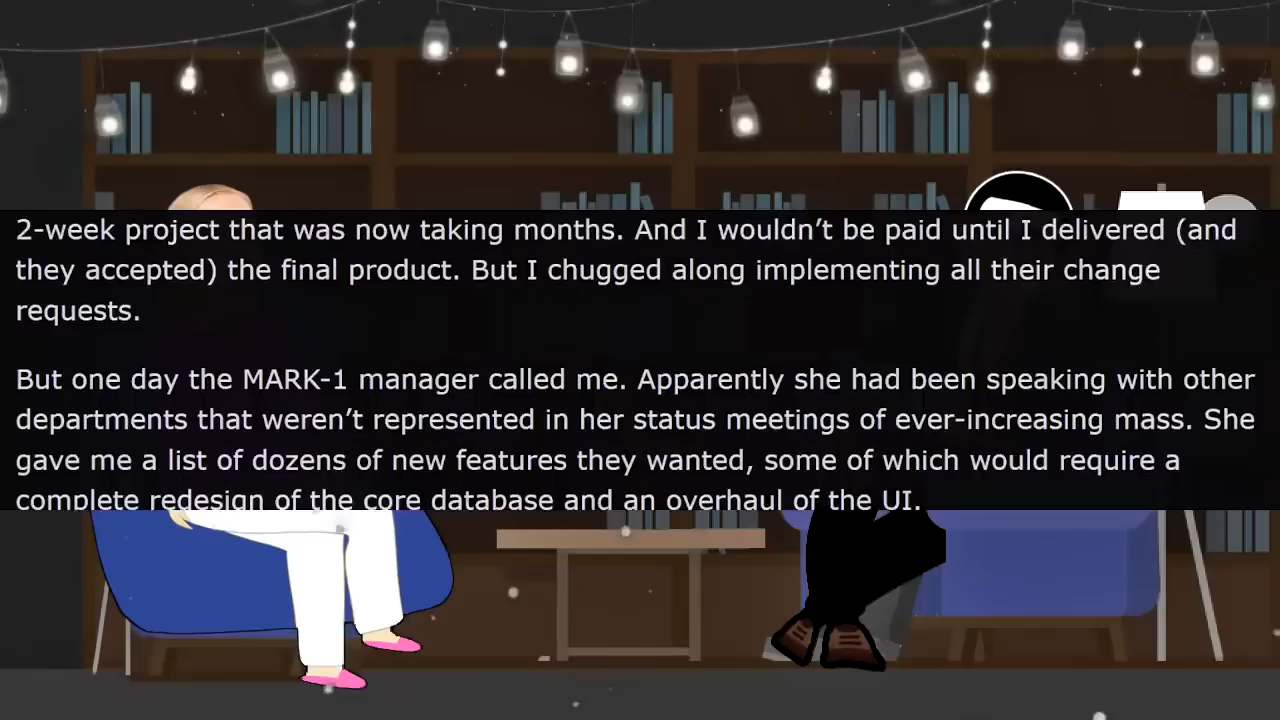 2-week project that was now taking months. And I wouldn’t be paid until I delivered (and
they accepted) the final product. But I chugged along implementing all their change
requests.
But one day the MARK-1 manager called me. Apparently she had been speaking with other
departments that weren’t represented in her status meetings of ever-increasing mass. She
gave me a list of dozens of new features they wanted, some of which would require a
complete redesign of the core database and an overhaul of the UI.